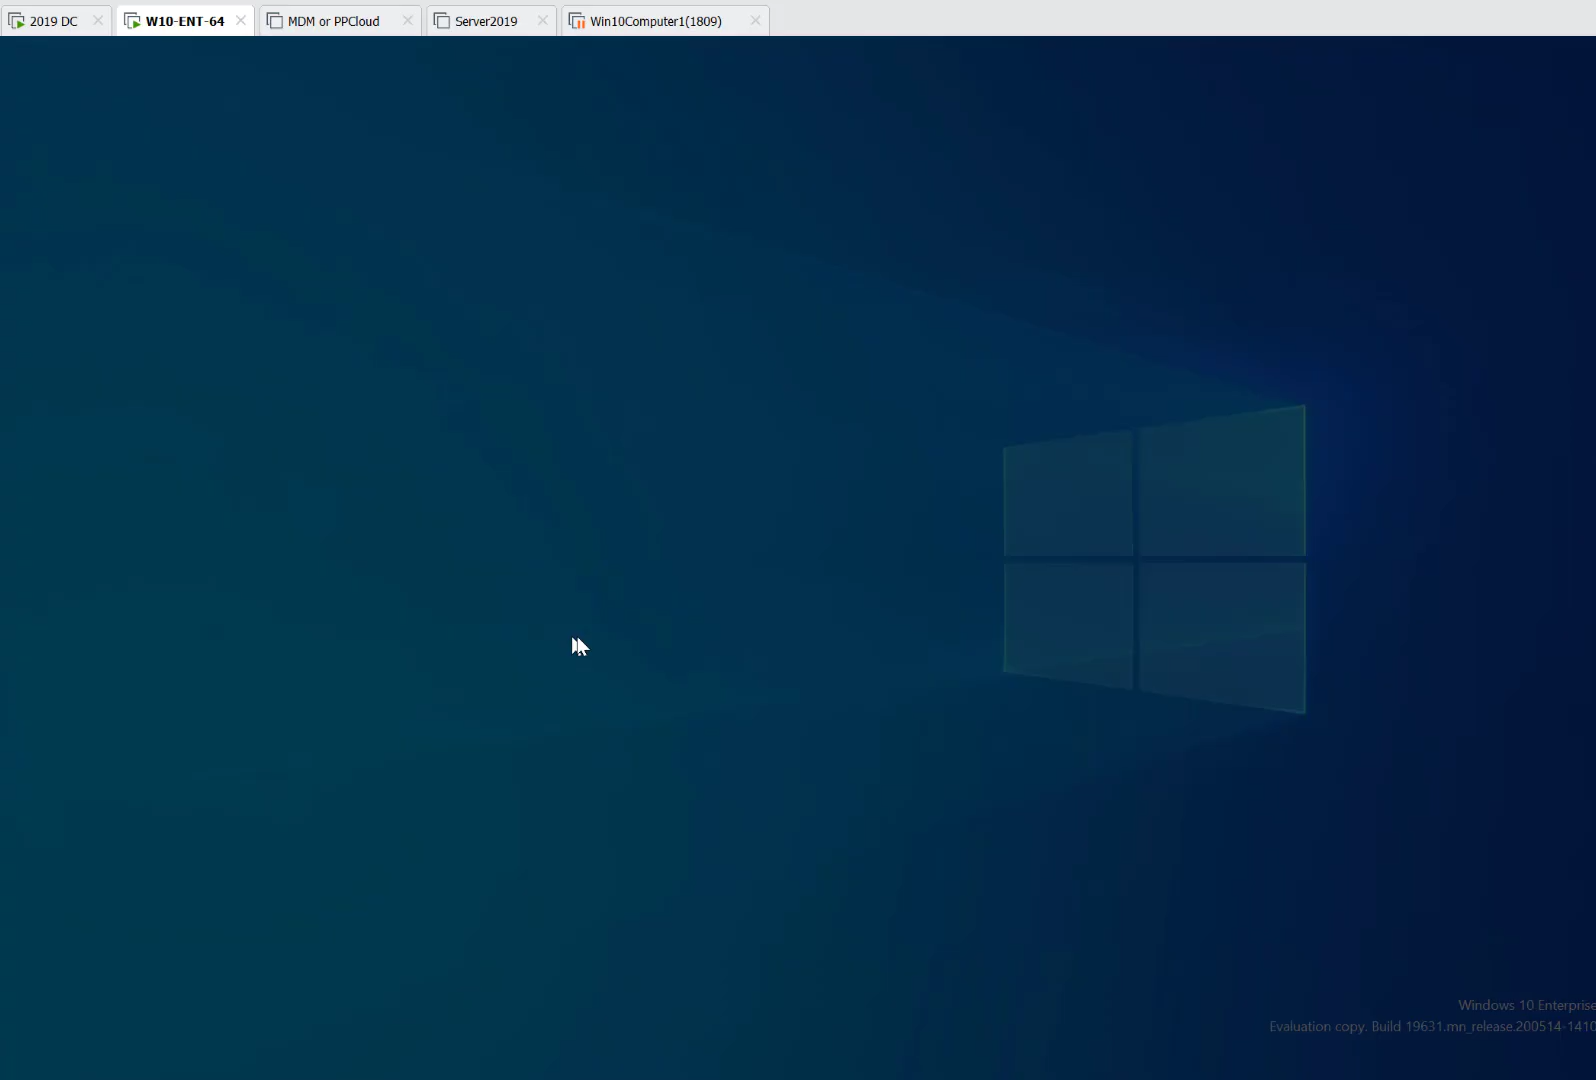 2019 DC
W10-ENT-64
MDM or PPCloud
Server2019
Win10Computer1(1809)
Windows 10 Enterprise
Evaluation copy. Build 19631.mn_release.200514-1410